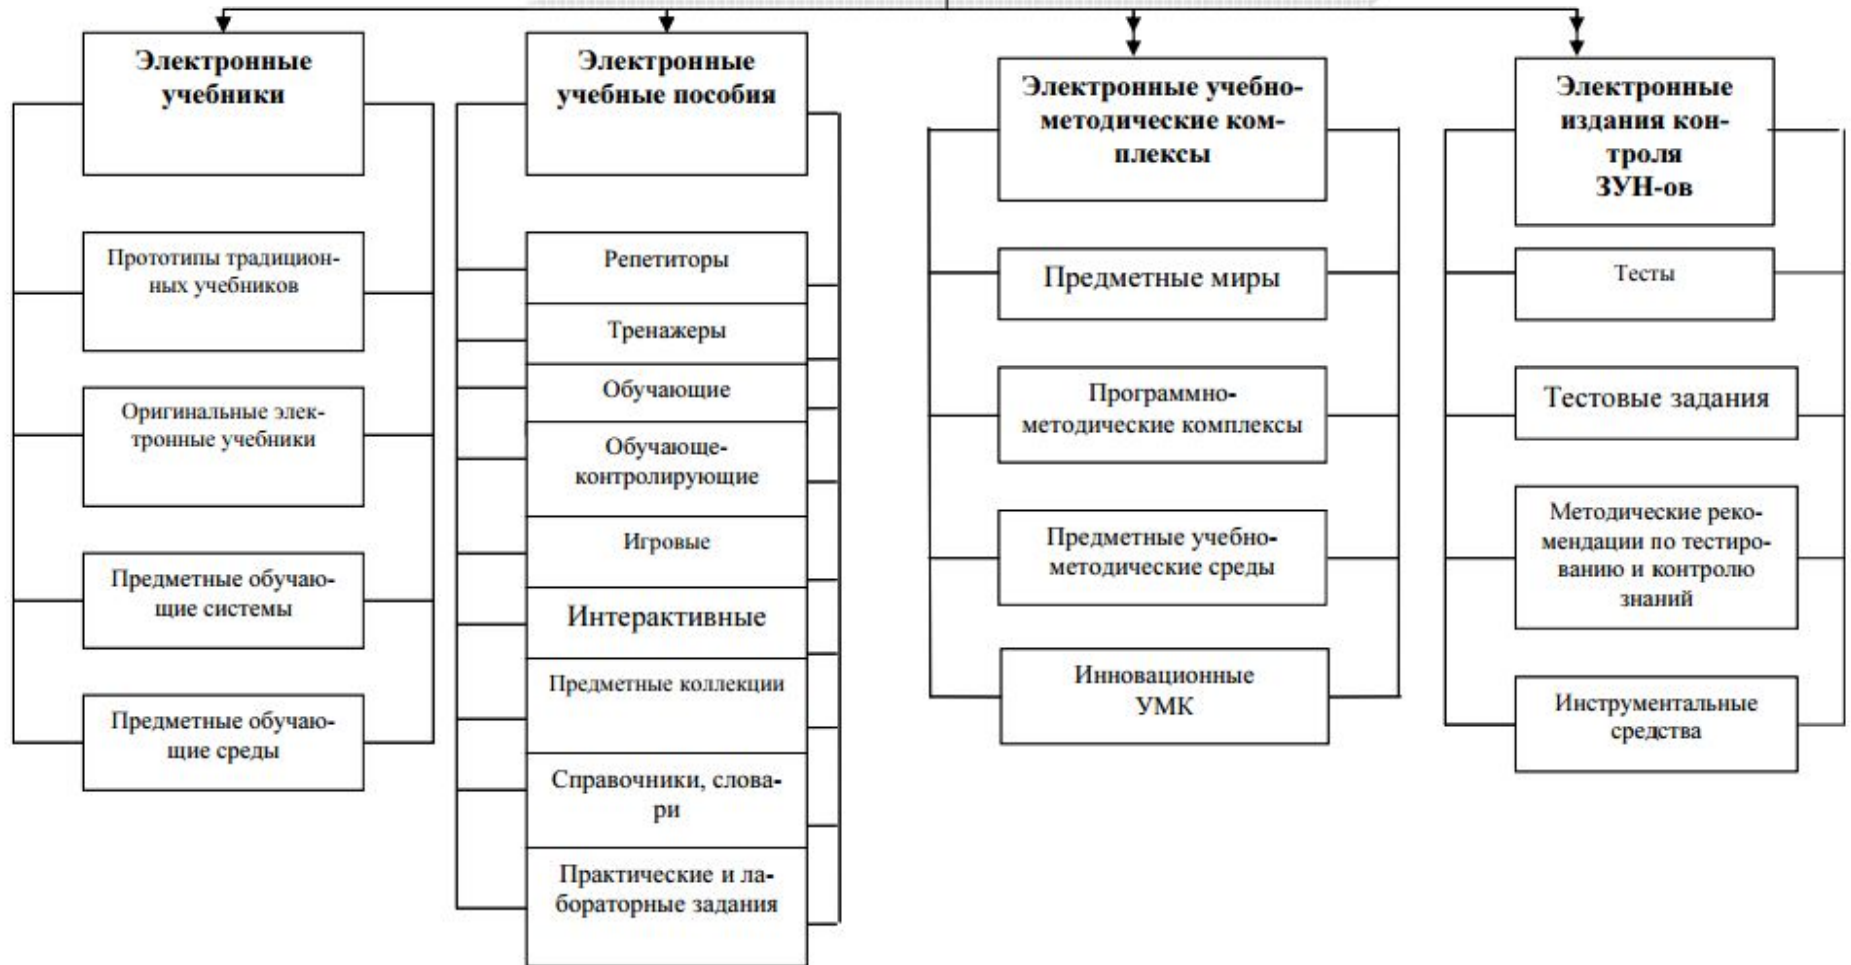 Электронные
учебники
Прототипы традицион-
ных учебников
Оригинальные элек-
тронные учебники
Предметные обучаю-
щие системы
Предметные обучаю-
щие среды
Электронные
учебные пособия
Репетиторы
Тренажеры
Обучающие
Обучающе-
контролирующие
Игровые
Интерактивные
Предметные коллекции
Справочники, слова-
ри
Практические и ла-
бораторные задания
Электронные учебно-
методические ком-
плексы
Предметные миры
Программно-
методические комплексы
Предметные учебно-
методические среды
Инновационные
УМК
Электронные
издания кон-
троля
ЗУН-ов
Тесты
Тестовые задания
Методические реко-
мендации по тестиро-
ванию и контролю
знаний
Инструментальные
средства